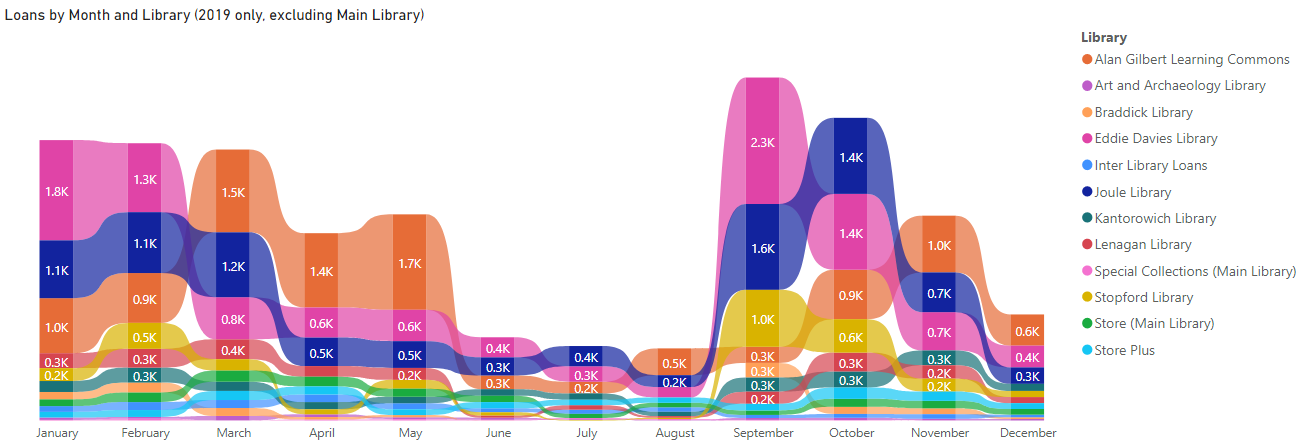 Loans by Month and Library (2019 only, excluding Main Library)
Library
Alan Gilbert Learning Commons
Art and Archaeology Library
Braddick Library
Eddie Davies Library
Inter Library Loans
Joule Library
Kantorowich Library
Lenagan Library
Special Collections (Main Library)
Stopford Library
Store (Main Library)
Store Plus
1.8K
1.1K
1.0K
0.3K
0.2K
1.3K
1.1K
0.9K
0.5K
0.3K
0.3K
1.5K
1.2K
0.8K
0.4K
1.4K
0.6K
0.5K
1.7K
0.6K
0.5K
0.2K
0.4K
0.3K
0.3K
0.4K
0.3K
0.2K
0.5K
0.2K
2.3K
1.6K
1.0K
0.3K
0.3K
0.3K
0.2K
1.4K
1.4K
0.9K
0.6K
0.3K
0.3K
1.0K
0.7K
0.7K
0.3K
0.2K
0.2K
0.6K
0.4K
0.3K
January February March April May June July August September October November December